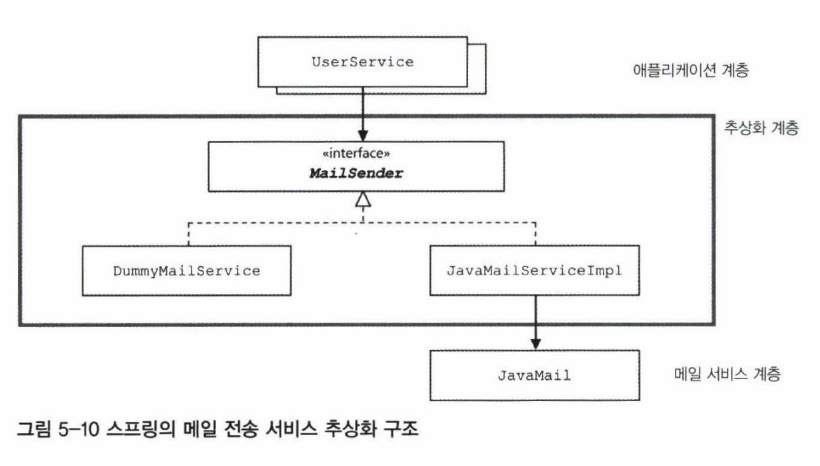 UserService
애플리케이션 계층
추상화 계층
«interface»
MailSender
DummyMailService
JavaMailServiceImpl
JavaMail
메일 서비스 계층
그림 5-10 스프링의 메일 전송 서비스 추상화 구조